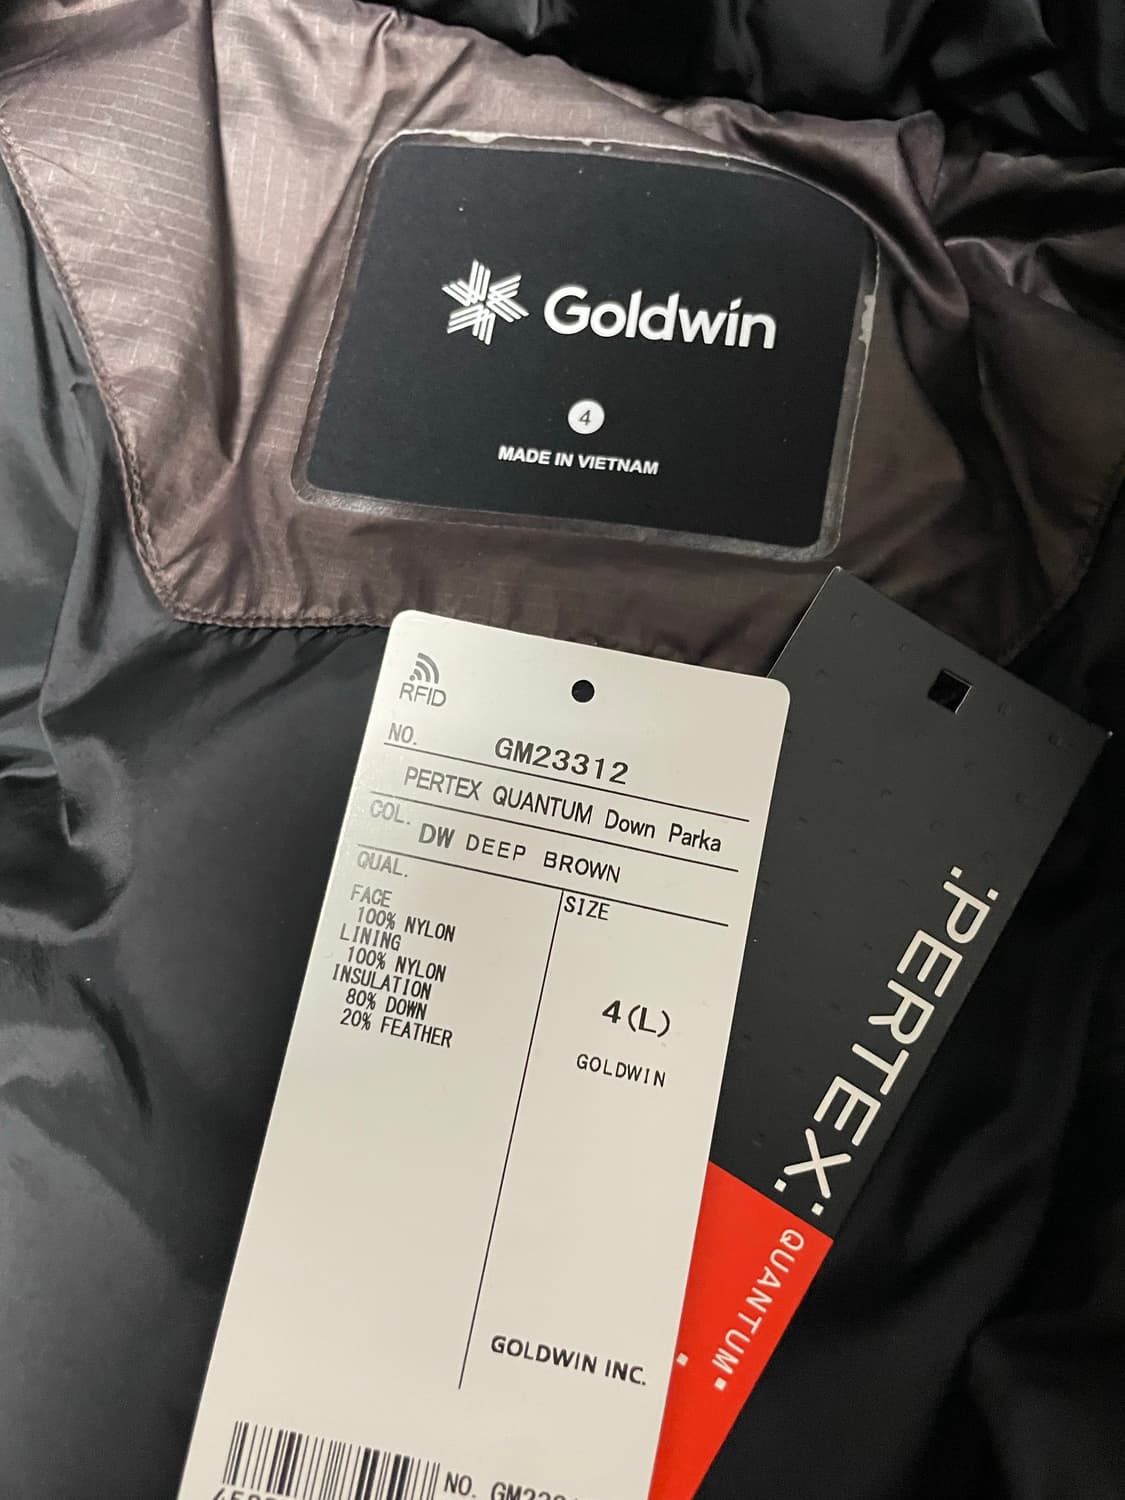 Goldwin
4
MADE IN VIETNAM
RFID
NO. GM23312
PERTEX QUANTUM Down Parka
COL. DW DEEP BROWN
QUAL.
FACE
100% NYLON
LINING
100% NYLON
INSULATION
80% DOWN
20% FEATHER
SIZE
4(L)
GOLDWIN
GOLDWIN INC.
NO.
PERTEX
QUANTUM